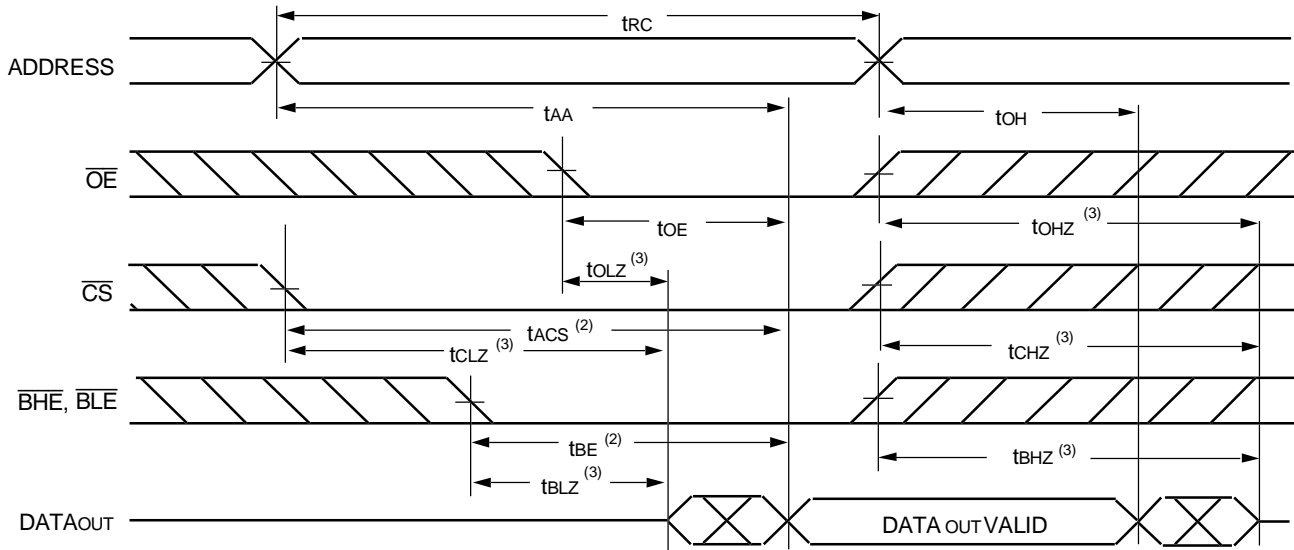 tRC
ADDRESS
tAA
tOH
OE
tOE
tOHZ (3)
tOLZ (3)
CS
tACS (2)
tCLZ (3)
tCHZ (3)
BHE, BLE
tBE (2)
tBHZ (3)
tBLZ (3)
DATAOUT
DATA OUT VALID